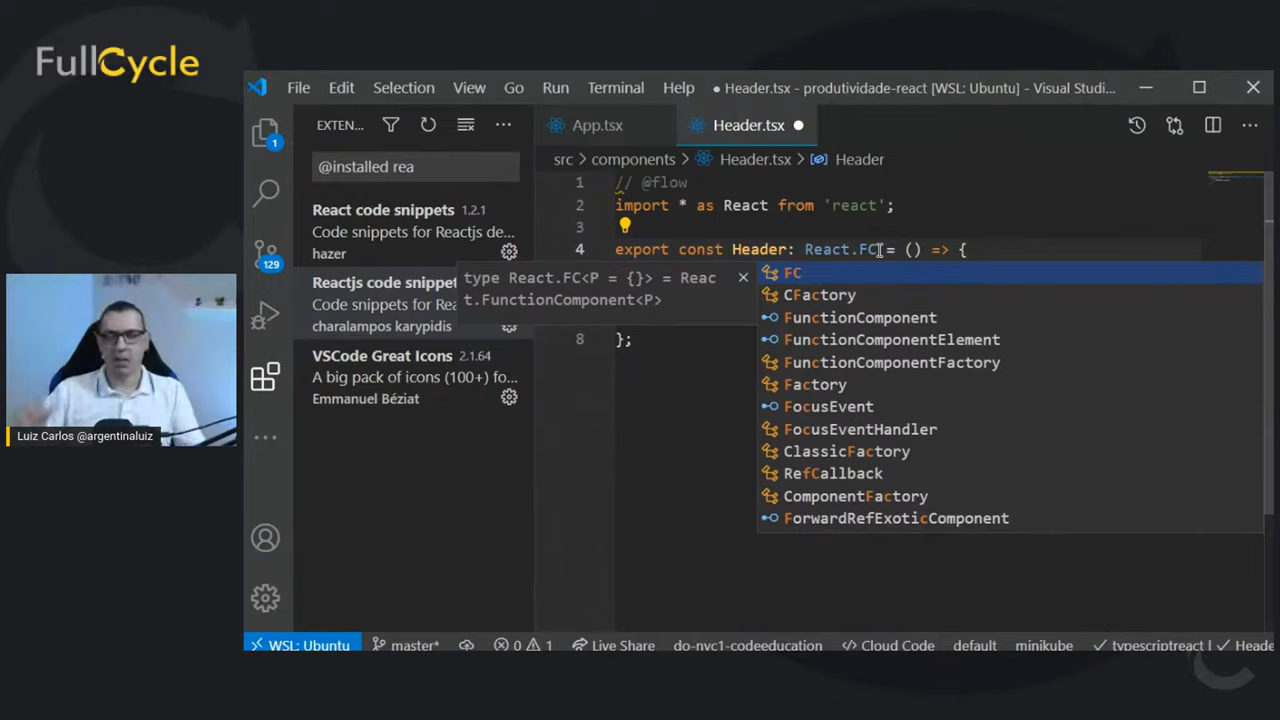 FullCycle
File Edit Selection View Go Run Terminal Help ● Header.tsx - produtividade-react [WSL: Ubuntu] - Visual Studi...
EXTEN...
App.tsx
Header.tsx
1
@installed rea
src > components > Header.tsx > Header
React code snippets 1.2.1
Code snippets for Reactjs de...
hazer
129
Reactjs code snippet
Code snippets for Rea
charalampos karypidis
VSCode Great Icons 2.1.64
A big pack of icons (100+) fo...
Emmanuel Béziat
1 // @flow
2 import * as React from 'react';
3
4 export const Header: React.FC = () => {
type React.FC<P = {}> = Reac
t.FunctionComponent<P>
FC
CFactory
FunctionComponent
FunctionComponentElement
FunctionComponentFactory
Factory
FocusEvent
FocusEventHandler
ClassicFactory
RefCallback
ComponentFactory
ForwardRefExoticComponent
8 };
Luiz Carlos @argentinaluiz
WSL: Ubuntu master* 0 1 Live Share do-nyc1-codeeducation Cloud Code default minikube typescriptreact | Heade